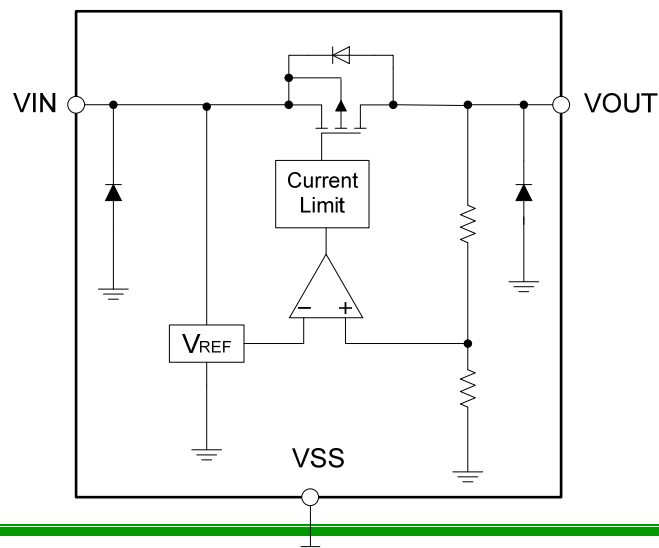 VIN
VOUT
Current
Limit
− +
VREF
VSS